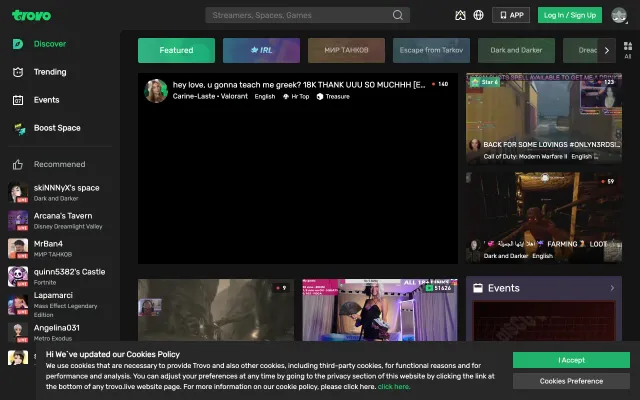 trovo
Streamers, Spaces, Games
APP
Log In / Sign Up
Discover
Trending
Events
Boost Space
Recommened
skiNNNyX's space
Dark and Darker
Arcana's Tavern
Disney Dreamlight Valley
MrBan4
МИР ТАНКОВ
quinn5382's Castle
Fortnite
Lapamarci
Mass Effect Legendary
Edition
Angelina031
Metro Exodus
Featured
IRL
МИР ТАНКОВ
Escape from Tarkov
Dark and Darker
Dread
All
hey, love, u gonna teach me greek? 18K THANK UUU SO MUCHHH [E...
140
Carine-Laste • Valorant
English
Hr Top
Treasure
Star 6
123
BACK FOR SOME LOVINGS #ONLYN3RDS!...
Call of Duty: Modern Warfare II
English
59
FARMING
LOOT
Dark and Darker
English
9
51626
Events
Hi We've updated our Cookies Policy
We use cookies that are necessary to provide Trovo and also other cookies, including third-party cookies, for functional reasons and for
performance and analysis. You can adjust your preferences at any time by going to the privacy section of this website by clicking the link at
the bottom of any trovo.live website page. For more information on our cookie policy, please click here. click here.
I Accept
Cookies Preference